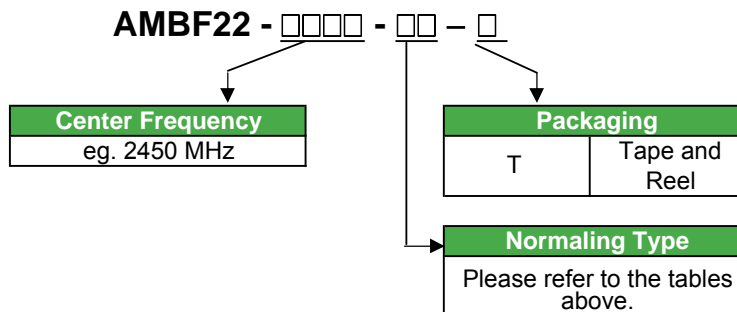 AMBF22 - □□□□ - □□ – □
Center Frequency
eg. 2450 MHz
Packaging
T
Tape and
Reel
Normaling Type
Please refer to the tables
above.